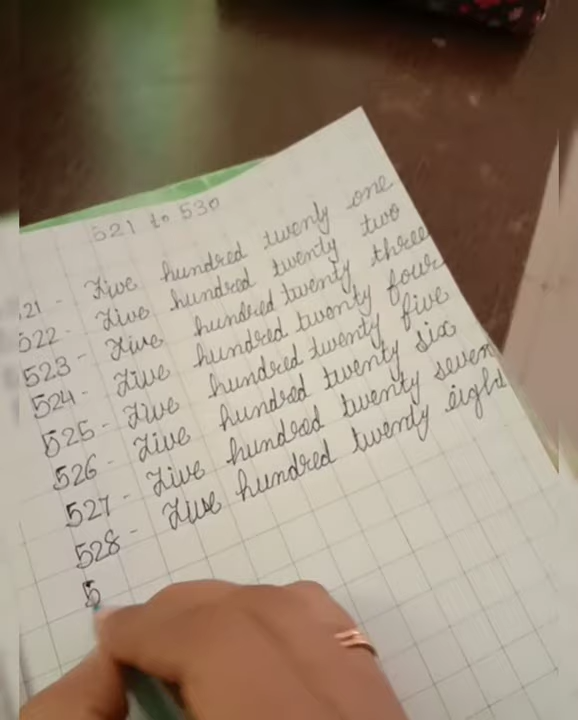 521 to 530
521 - Five hundred twenty one
522 - Five hundred twenty two
523 - Five hundred twenty three
524 - Five hundred twenty four
525 - Five hundred twenty five
526 - Five hundred twenty six
527 - Five hundred twenty seven
528 - Five hundred twenty eight
5